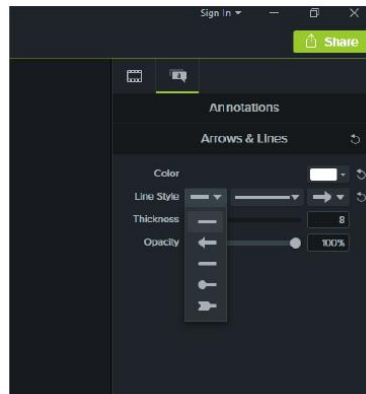 Sign In
Share
Annotations
Arrows & Lines
Color
Line Style
Thickness 8
Opacity 100%